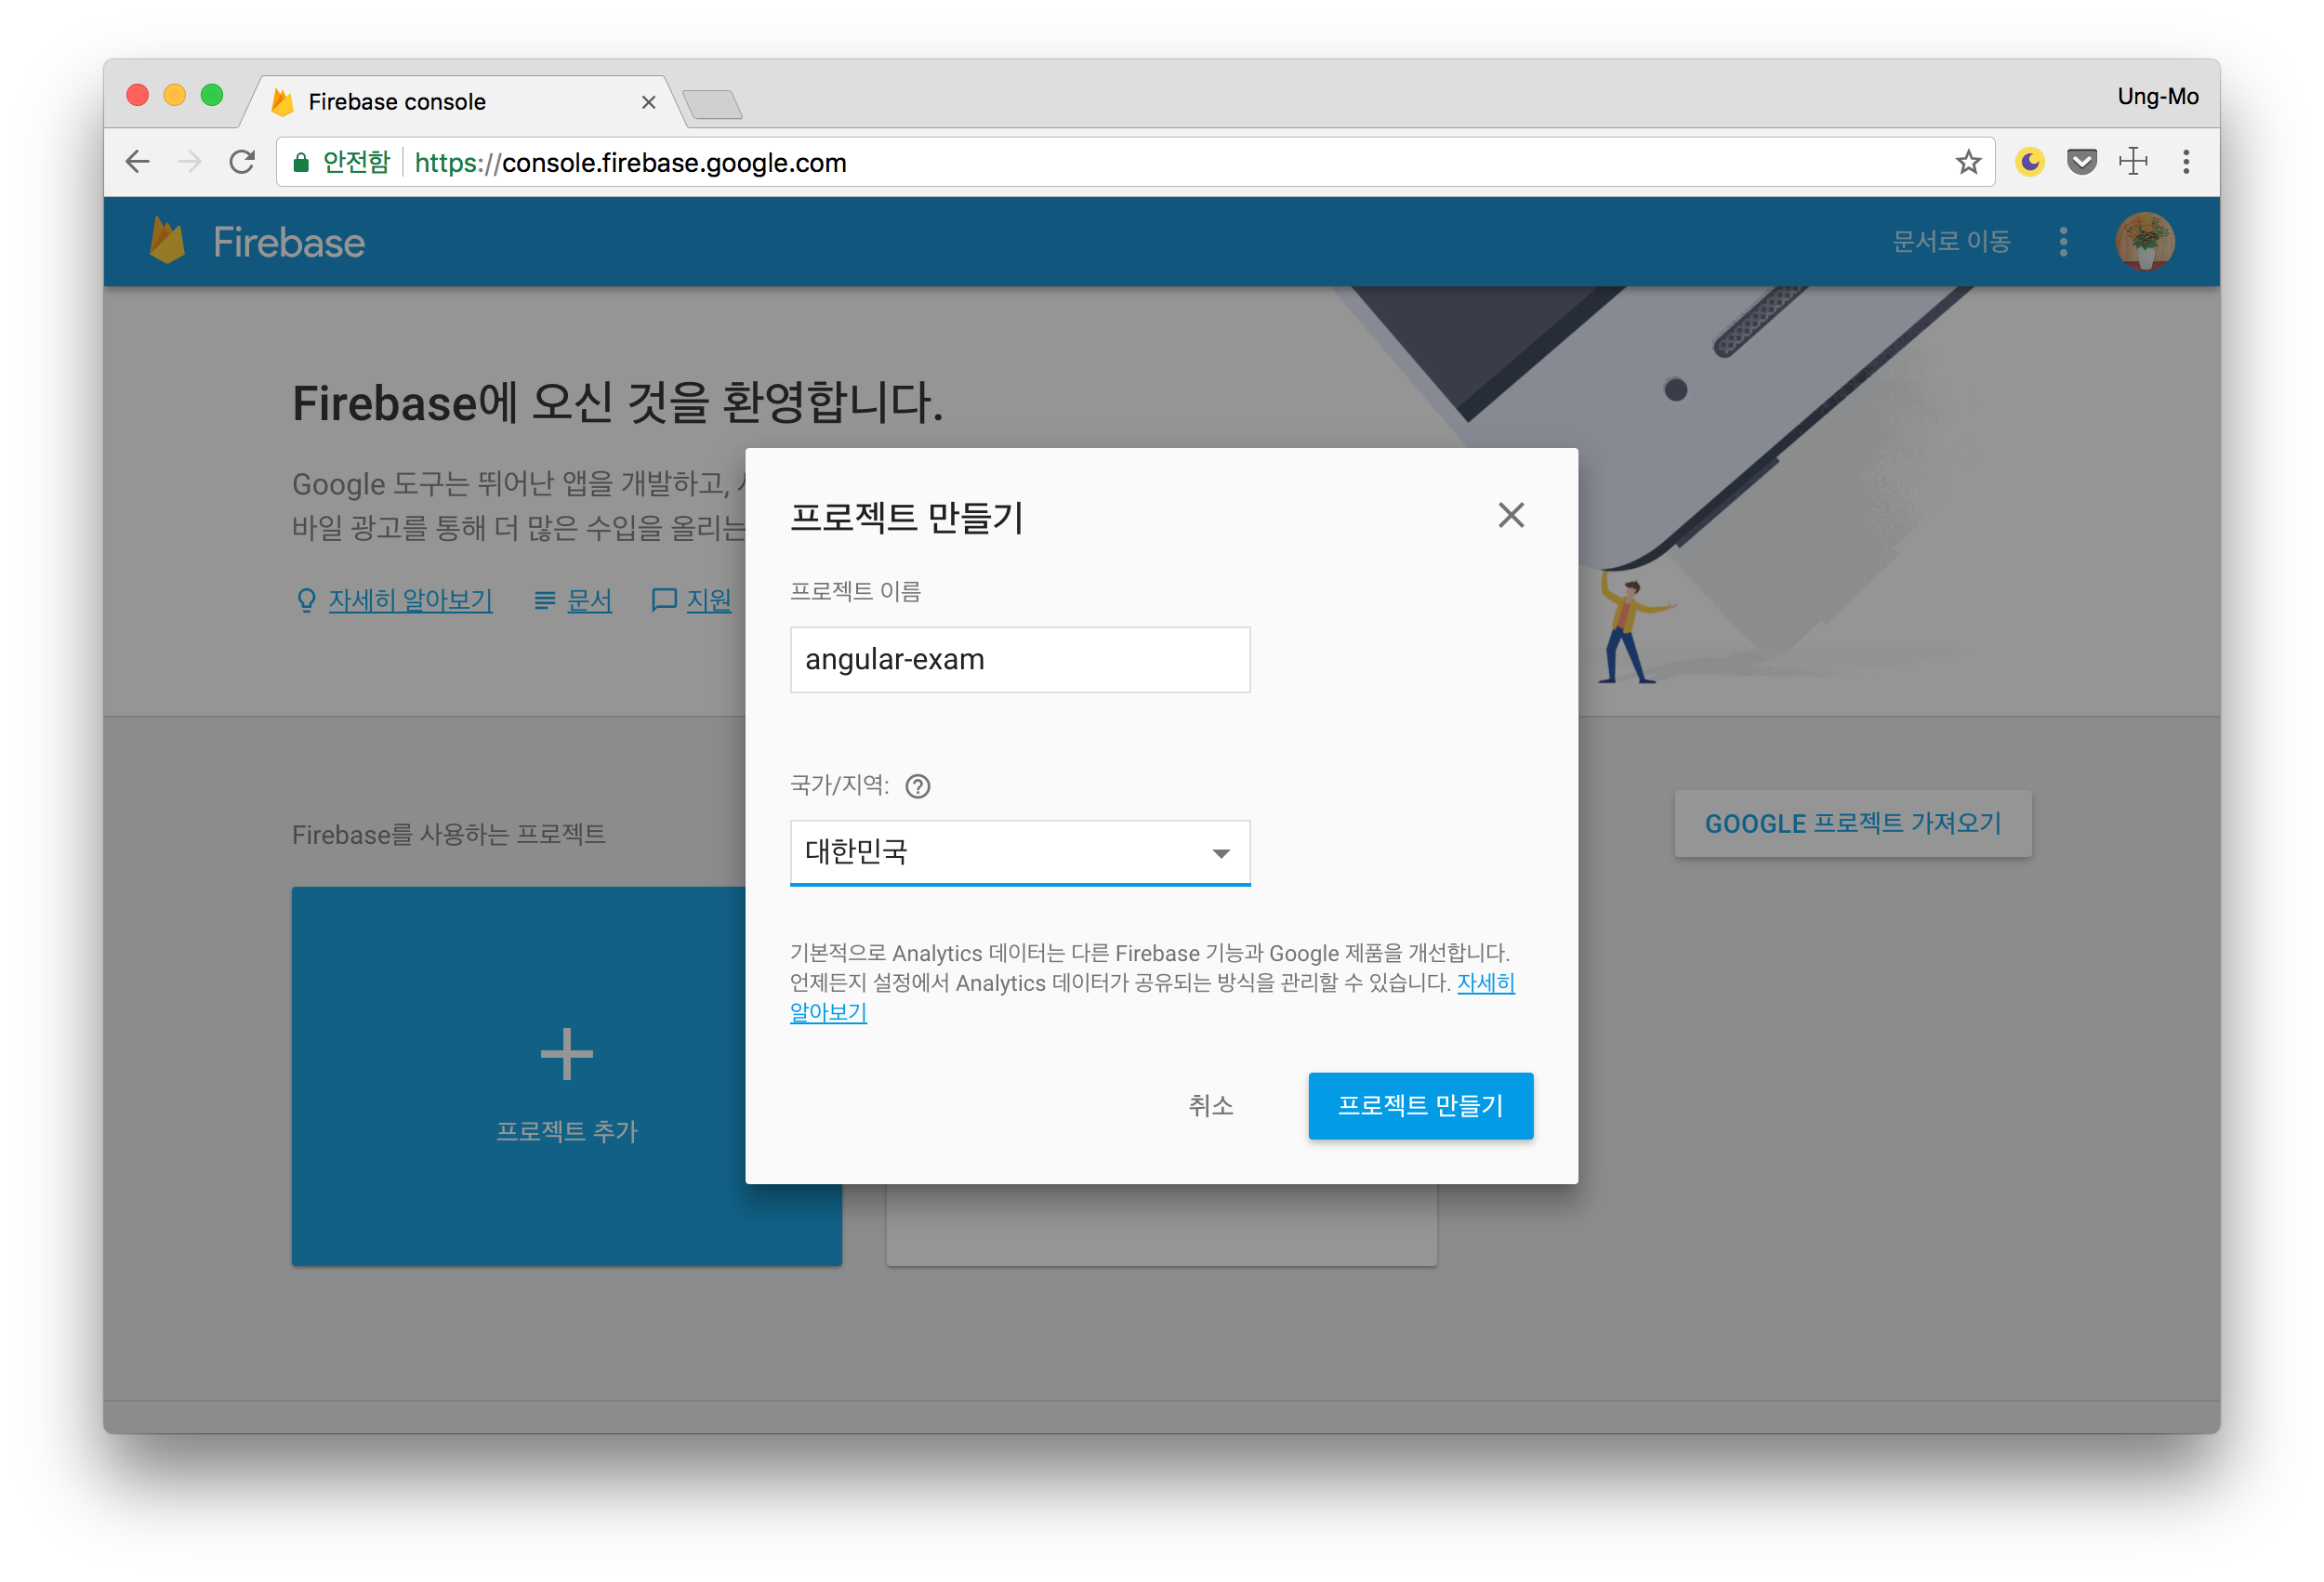 Firebase console
Ung-Mo
안전함 https://console.firebase.google.com
Firebase
문서로 이동
Firebase에 오신 것을 환영합니다.
Google 도구는 뛰어난 앱을 개발하고,
바일 광고를 통해 더 많은 수입을 올리는
자세히 알아보기 문서 지원
프로젝트 만들기
프로젝트 이름
angular-exam
국가/지역:
대한민국
기본적으로 Analytics 데이터는 다른 Firebase 기능과 Google 제품을 개선합니다.
언제든지 설정에서 Analytics 데이터가 공유되는 방식을 관리할 수 있습니다. 자세히
알아보기
취소 프로젝트 만들기
Firebase를 사용하는 프로젝트
GOOGLE 프로젝트 가져오기
프로젝트 추가